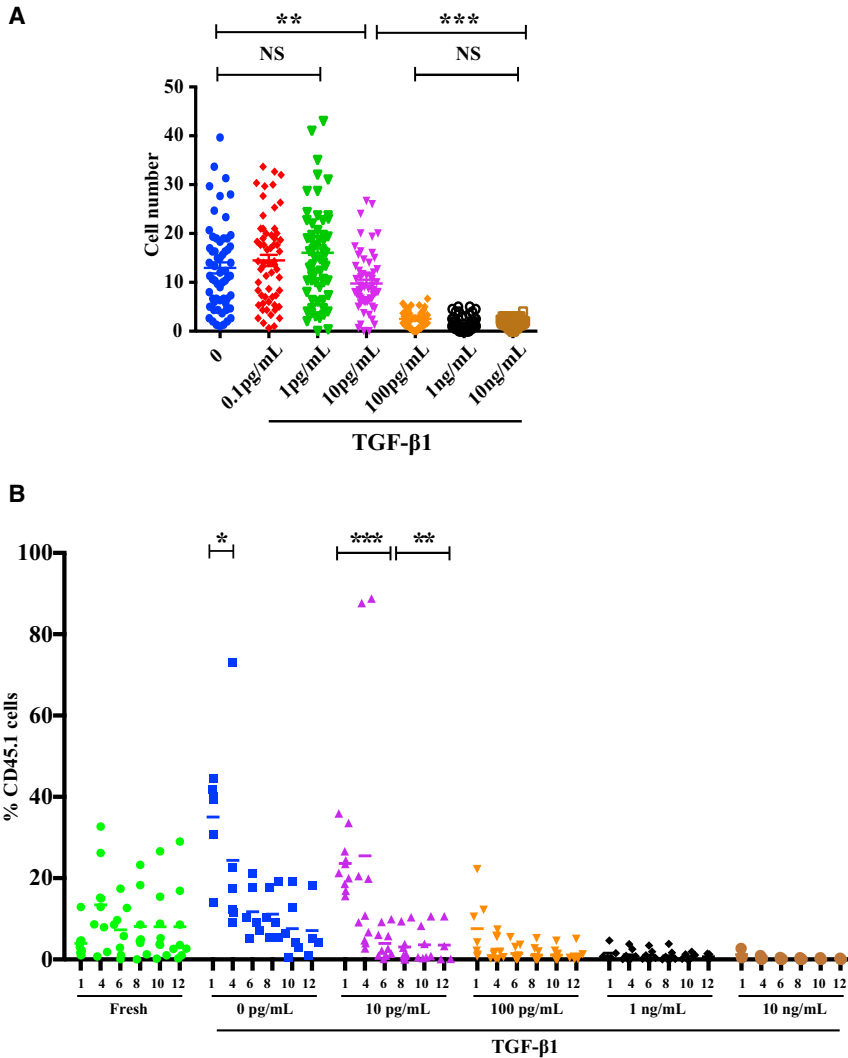 A
** ***
NS NS
50
40
30
20
10
0
Cell number
0 0.1pg/mL 1pg/mL 10pg/mL 100pg/mL 1ng/mL 10ng/mL
TGF-β1
B
* *** **
100
80
60
40
20
0
% CD45.1 cells
1 4 6 8 10 12 1 4 6 8 10 12 1 4 6 8 10 12 1 4 6 8 10 12 1 4 6 8 10 12 1 4 6 8 10 12
Fresh 0 pg/mL 10 pg/mL 100 pg/mL 1 ng/mL 10 ng/mL
TGF-β1